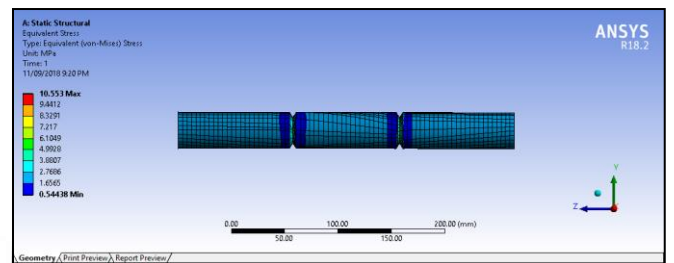 A: Static Structural
Equivalent Stress
Type: Equivalent (von-Mises) Stress
Unit: MPa
Time: 1
11/09/2018 9:20 PM
10.553 Max
9.4412
8.3291
7.217
6.1049
4.9928
3.8807
2.7686
1.6565
0.54438 Min
ANSYS
R18.2
Y
Z
0.00
100.00
200.00 (mm)
50.00
150.00
Geometry / Print Preview / Report Preview /